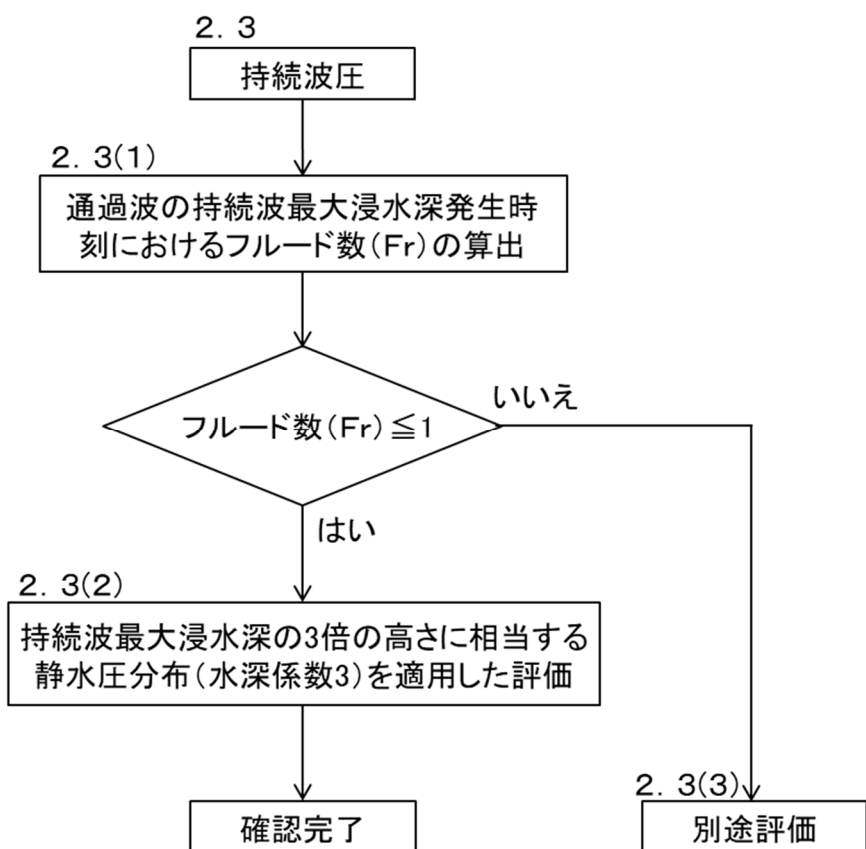 2．3
持続波圧
2．3(1)
通過波の持続波最大浸水深発生時
刻におけるフルード数(Fr)の算出
フルード数(Fr)≦1
いいえ
はい
2．3(2)
持続波最大浸水深の3倍の高さに相当する
静水圧分布(水深係数3)を適用した評価
2．3(3)
確認完了
別途評価